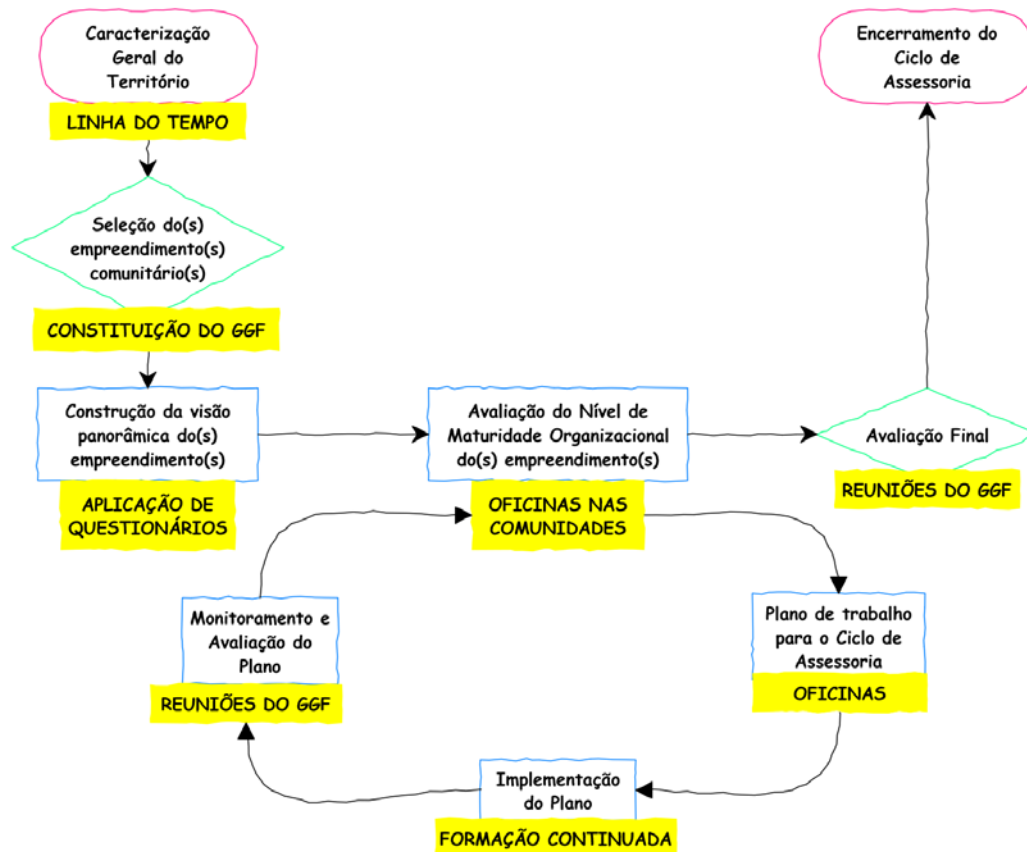 Caracterização
Geral do
Território
LINHA DO TEMPO
Seleção do(s)
empreendimento(s)
comunitário(s)
CONSTITUIÇÃO DO GGF
Construção da visão
panorâmica do(s)
empreendimento(s)
APLICAÇÃO DE
QUESTIONÁRIOS
Avaliação do Nível de
Maturidade Organizacional
do(s) empreendimento(s)
OFICINAS NAS
COMUNIDADES
Avaliação Final
REUNIÕES DO GGF
Encerramento do
Ciclo de
Assessoria
Plano de trabalho
para o Ciclo de
Assessoria
OFICINAS
Implementação
do Plano
FORMAÇÃO CONTINUADA
Monitoramento e
Avaliação do
Plano
REUNIÕES DO GGF